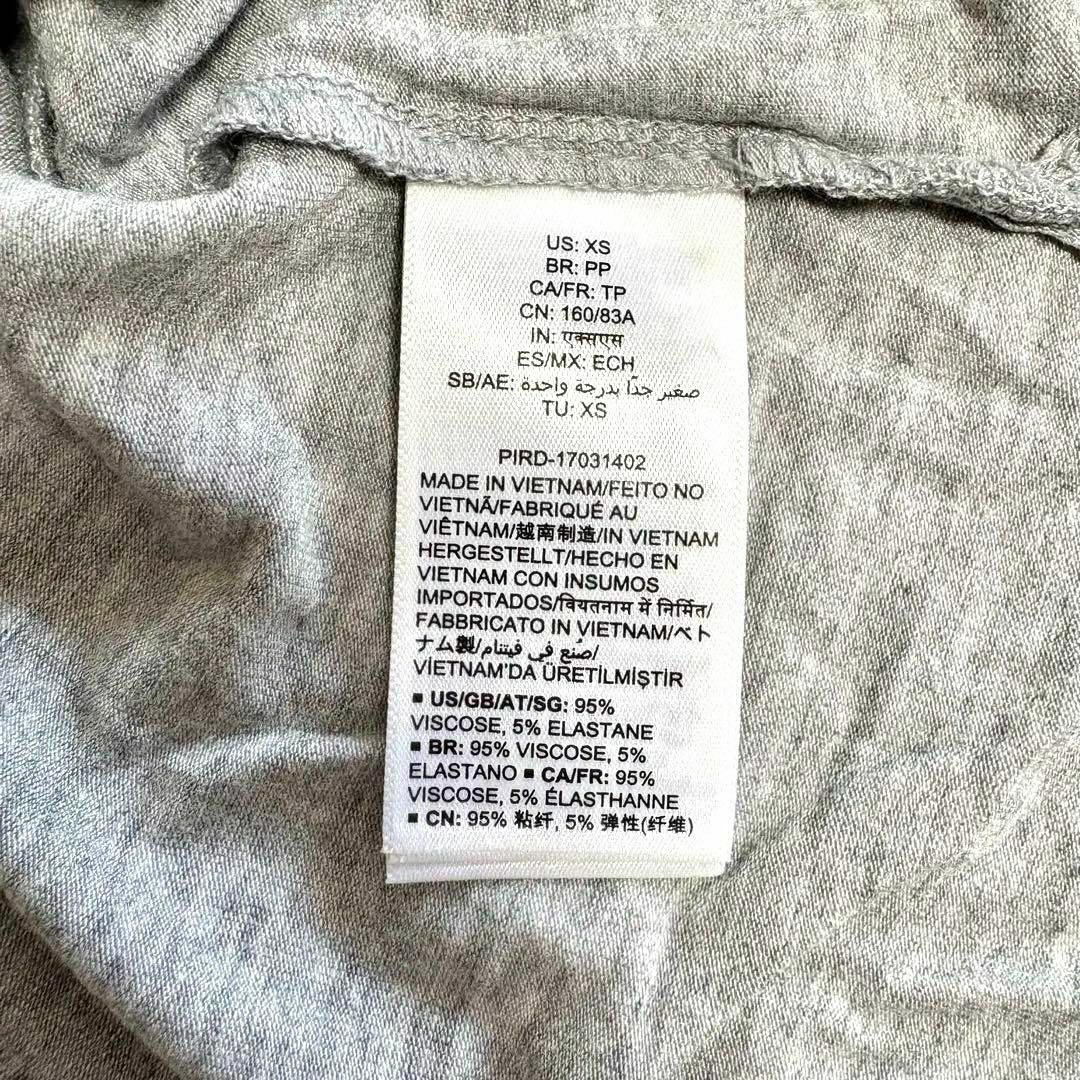 US: XS
BR: PP
CA/FR: TP
CN: 160/83A
IN: एक्सएस
ES/MX: ECH
SB/AE: صغير جدًا بدرجة واحدة
TU: XS
PIRD-17031402
MADE IN VIETNAM/FEITO NO
VIETNÃ/FABRIQUÉ AU
VIÊTNAM/越南制造/IN VIETNAM
HERGESTELLT/HECHO EN
VIETNAM CON INSUMOS
IMPORTADOS/वियतनाम में निर्मित/
FABBRICATO IN VIETNAM/ベト
ナム製/صُنع في فيتنام/
VİETNAM'DA ÜRETİLMİŞTİR
▪ US/GB/AT/SG: 95%
VISCOSE, 5% ELASTANE
▪ BR: 95% VISCOSE, 5%
ELASTANO ▪ CA/FR: 95%
VISCOSE, 5% ÉLASTHANNE
▪ CN: 95% 粘纤, 5% 弹性(纤维)